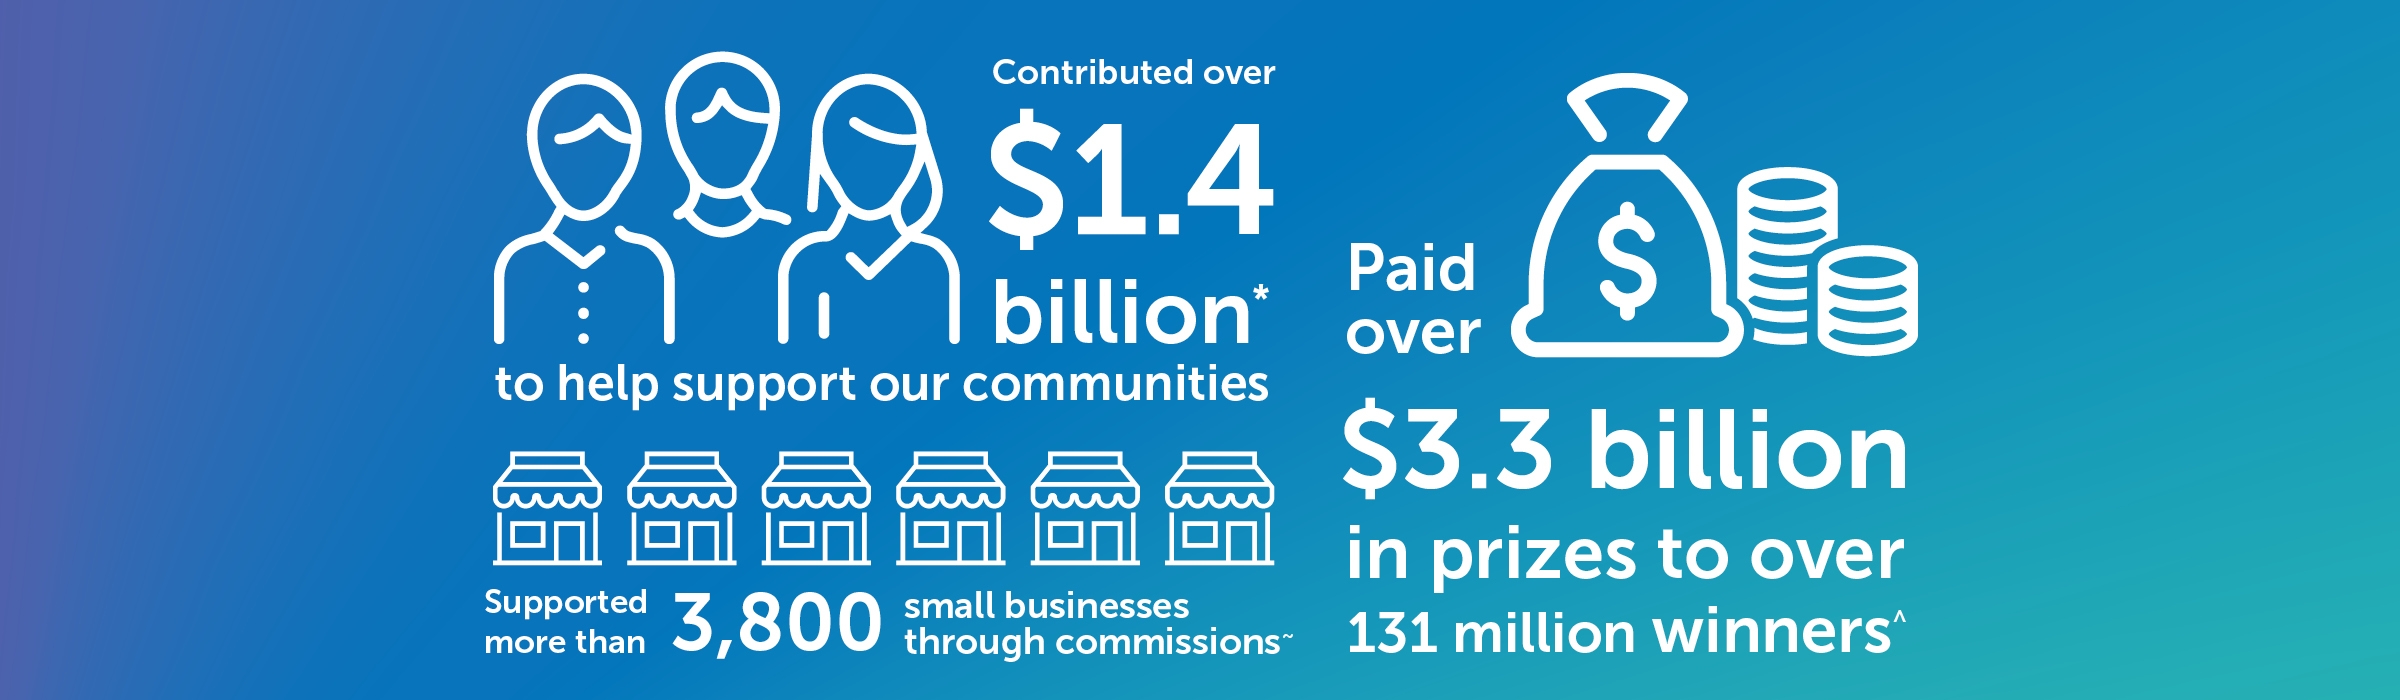 Contributed over
$1.4
billion*
to help support our communities
Supported
more than
3,800
small businesses
through commissions~
Paid
over
$
$3.3 billion
in prizes to over
131 million winners^